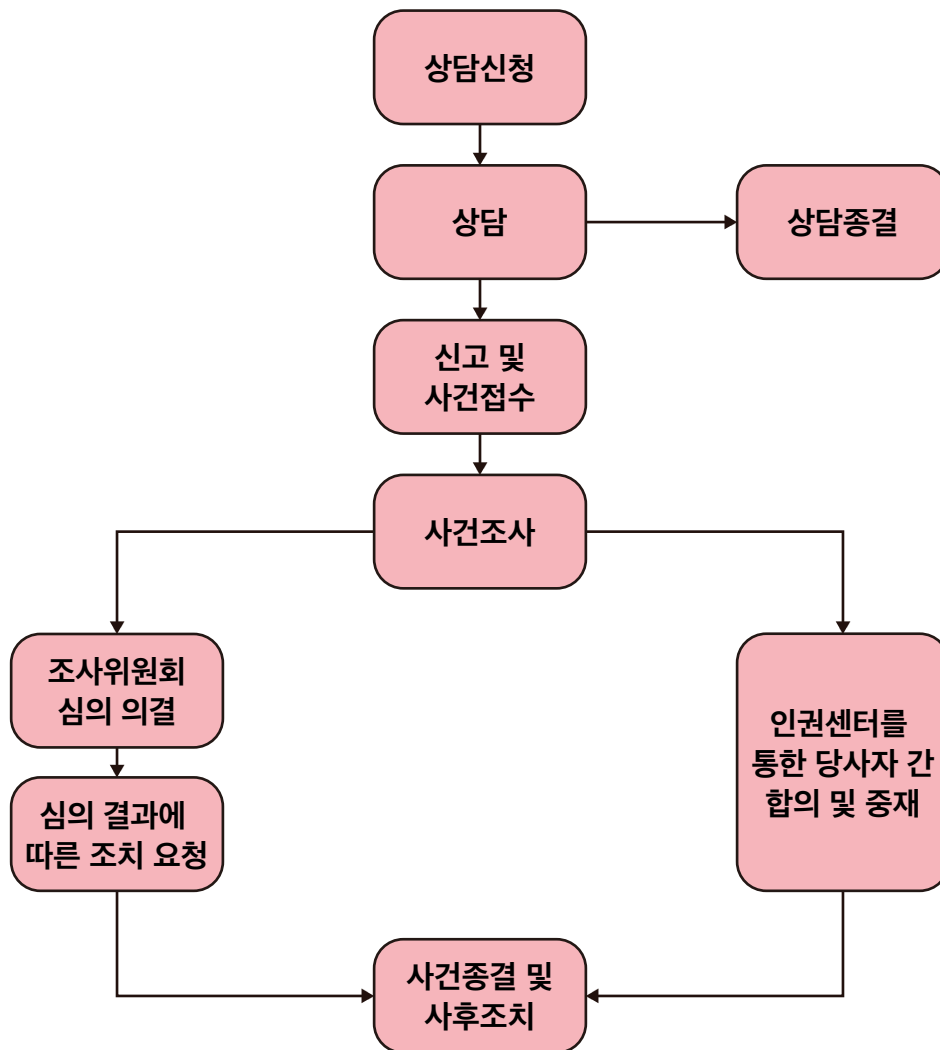 상담신청
상담
상담종결
신고 및
사건접수
사건조사
조사위원회
심의 의결
심의 결과에
따른 조치 요청
인권센터를
통한 당사자 간
합의 및 중재
사건종결 및
사후조치